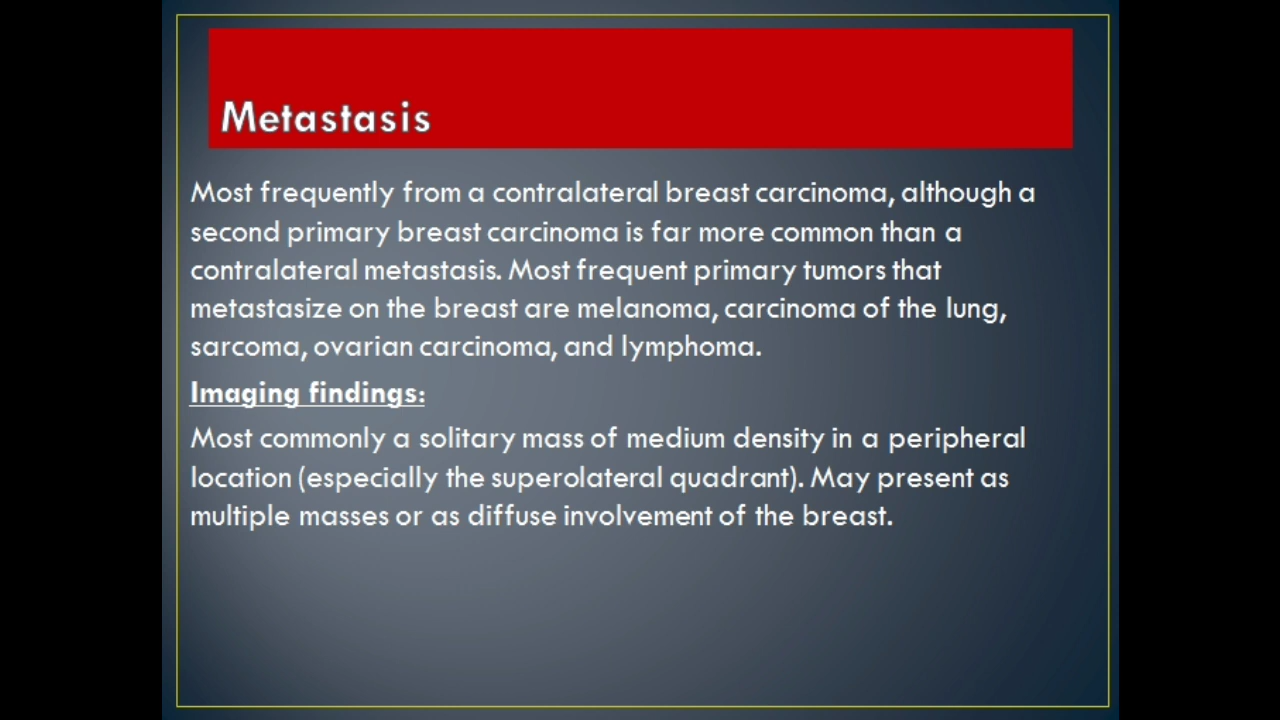 Metastasis
Most frequently from a contralateral breast carcinoma, although a
second primary breast carcinoma is far more common than a
contralateral metastasis. Most frequent primary tumors that
metastasize on the breast are melanoma, carcinoma of the lung,
sarcoma, ovarian carcinoma, and lymphoma.
Imaging findings:
Most commonly a solitary mass of medium density in a peripheral
location (especially the superolateral quadrant). May present as
multiple masses or as diffuse involvement of the breast.